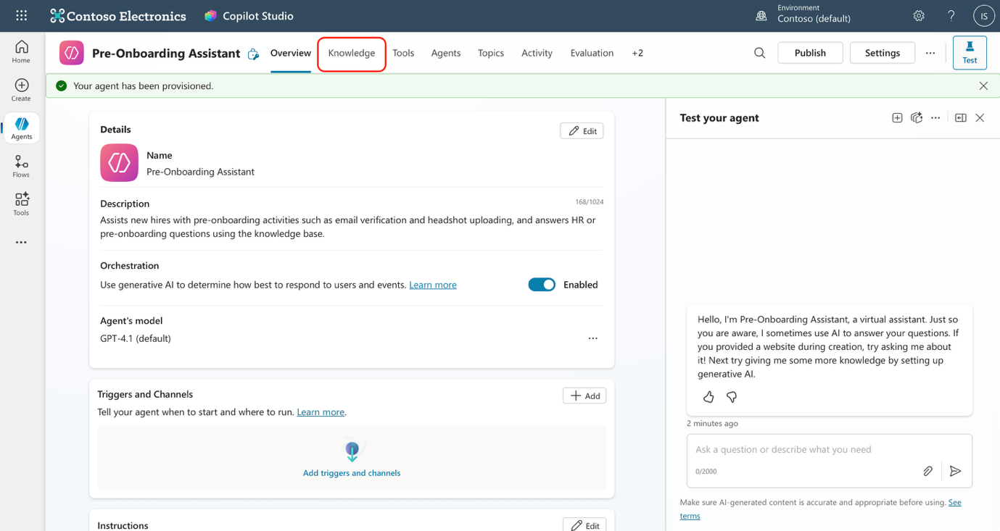 Contoso Electronics
Copilot Studio
Environment
Contoso (default)
?
IS
Home
Create
Agents
Flows
Tools
Pre-Onboarding Assistant
Overview
Knowledge
Tools
Agents
Topics
Activity
Evaluation
+2
Publish
Settings
Test
Your agent has been provisioned.
Details
Edit
Name
Pre-Onboarding Assistant
Description
168/1024
Assists new hires with pre-onboarding activities such as email verification and headshot uploading, and answers HR or
pre-onboarding questions using the knowledge base.
Orchestration
Use generative AI to determine how best to respond to users and events. Learn more
Enabled
Agent's model
GPT-4.1 (default)
Triggers and Channels
Add
Tell your agent when to start and where to run. Learn more.
Add triggers and channels
Instructions
Edit
Test your agent
Hello, I'm Pre-Onboarding Assistant, a virtual assistant. Just so
you are aware, I sometimes use AI to answer your questions. If
you provided a website during creation, try asking me about
it! Next try giving me some more knowledge by setting up
generative AI.
2 minutes ago
Ask a question or describe what you need
0/2000
Make sure AI-generated content is accurate and appropriate before using. See
terms